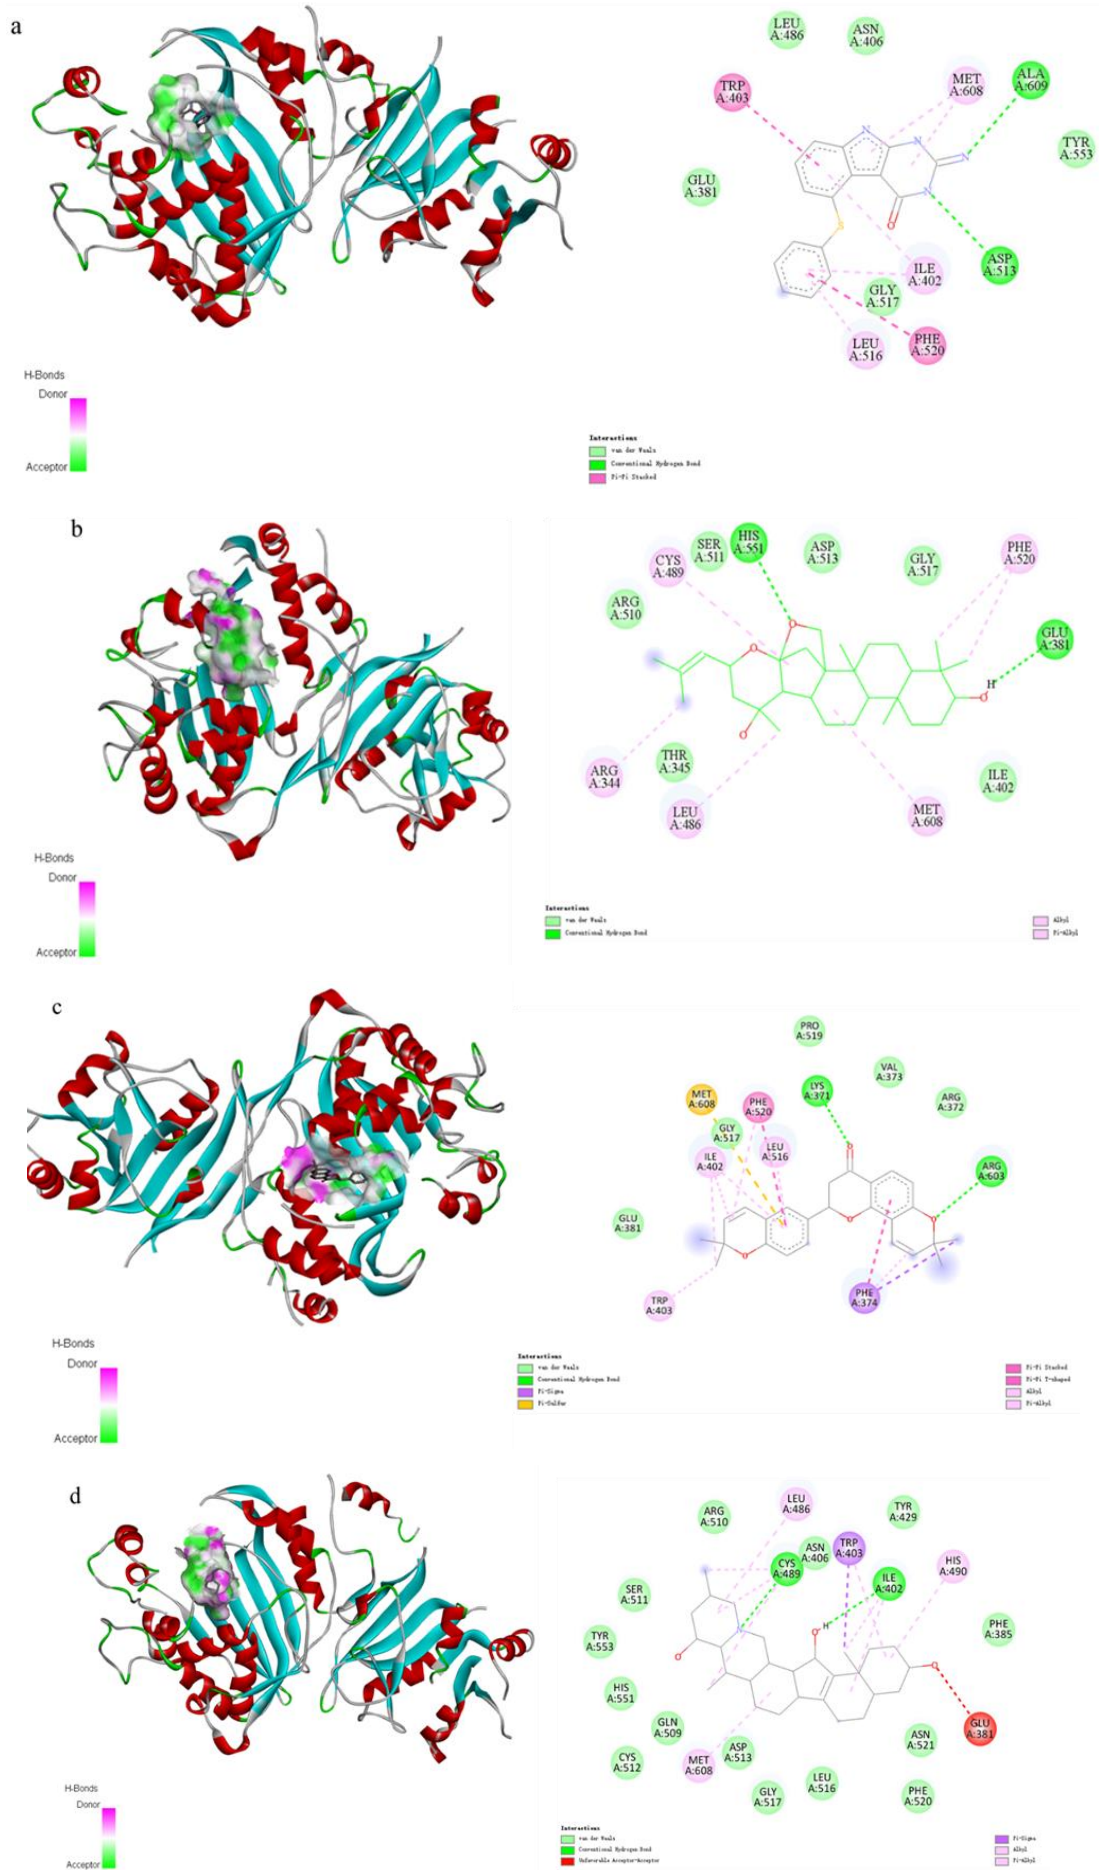 a
LEU
A:486
ASN
A:406
TRP
A:403
MET
A:608
ALA
A:609
TYR
A:553
GLU
A:381
N
N
N
N
O
S
ASP
A:513
ILE
A:402
GLY
A:517
LEU
A:516
PHE
A:520
H-Bonds
Donor
Acceptor
Interactions
van der Waals
Conventional Hydrogen Bond
Pi-Pi Stacked
b
SER
A:511
HIS
A:551
ASP
A:513
GLY
A:517
PHE
A:520
CYS
A:489
ARG
A:510
GLU
A:381
O
O
H
O
O
ARG
A:344
THR
A:345
LEU
A:486
MET
A:608
ILE
A:402
H-Bonds
Donor
Acceptor
Interactions
van der Waals
Conventional Hydrogen Bond
Alkyl
Pi-Alkyl
c
PRO
A:519
VAL
A:373
LYS
A:371
ARG
A:372
MET
A:608
PHE
A:520
GLY
A:517
LEU
A:516
ILE
A:402
ARG
A:603
GLU
A:381
O
O
O
O
TRP
A:403
PHE
A:374
H-Bonds
Donor
Acceptor
Interactions
van der Waals
Conventional Hydrogen Bond
Pi-Sigma
Pi-Sulfur
Pi-Pi Stacked
Pi-Pi T-shaped
Alkyl
Pi-Alkyl
d
ARG
A:510
LEU
A:486
TYR
A:429
ASN
A:406
TRP
A:403
CYS
A:489
ILE
A:402
HIS
A:490
SER
A:511
PHE
A:385
TYR
A:553
N
O
H
O
O
HIS
A:551
GLN
A:509
GLU
A:381
ASN
A:521
CYS
A:512
MET
A:608
ASP
A:513
GLY
A:517
LEU
A:516
PHE
A:520
H-Bonds
Donor
Acceptor
Interactions
van der Waals
Conventional Hydrogen Bond
Unfavorable Acceptor-Acceptor
Pi-Sigma
Alkyl
Pi-Alkyl